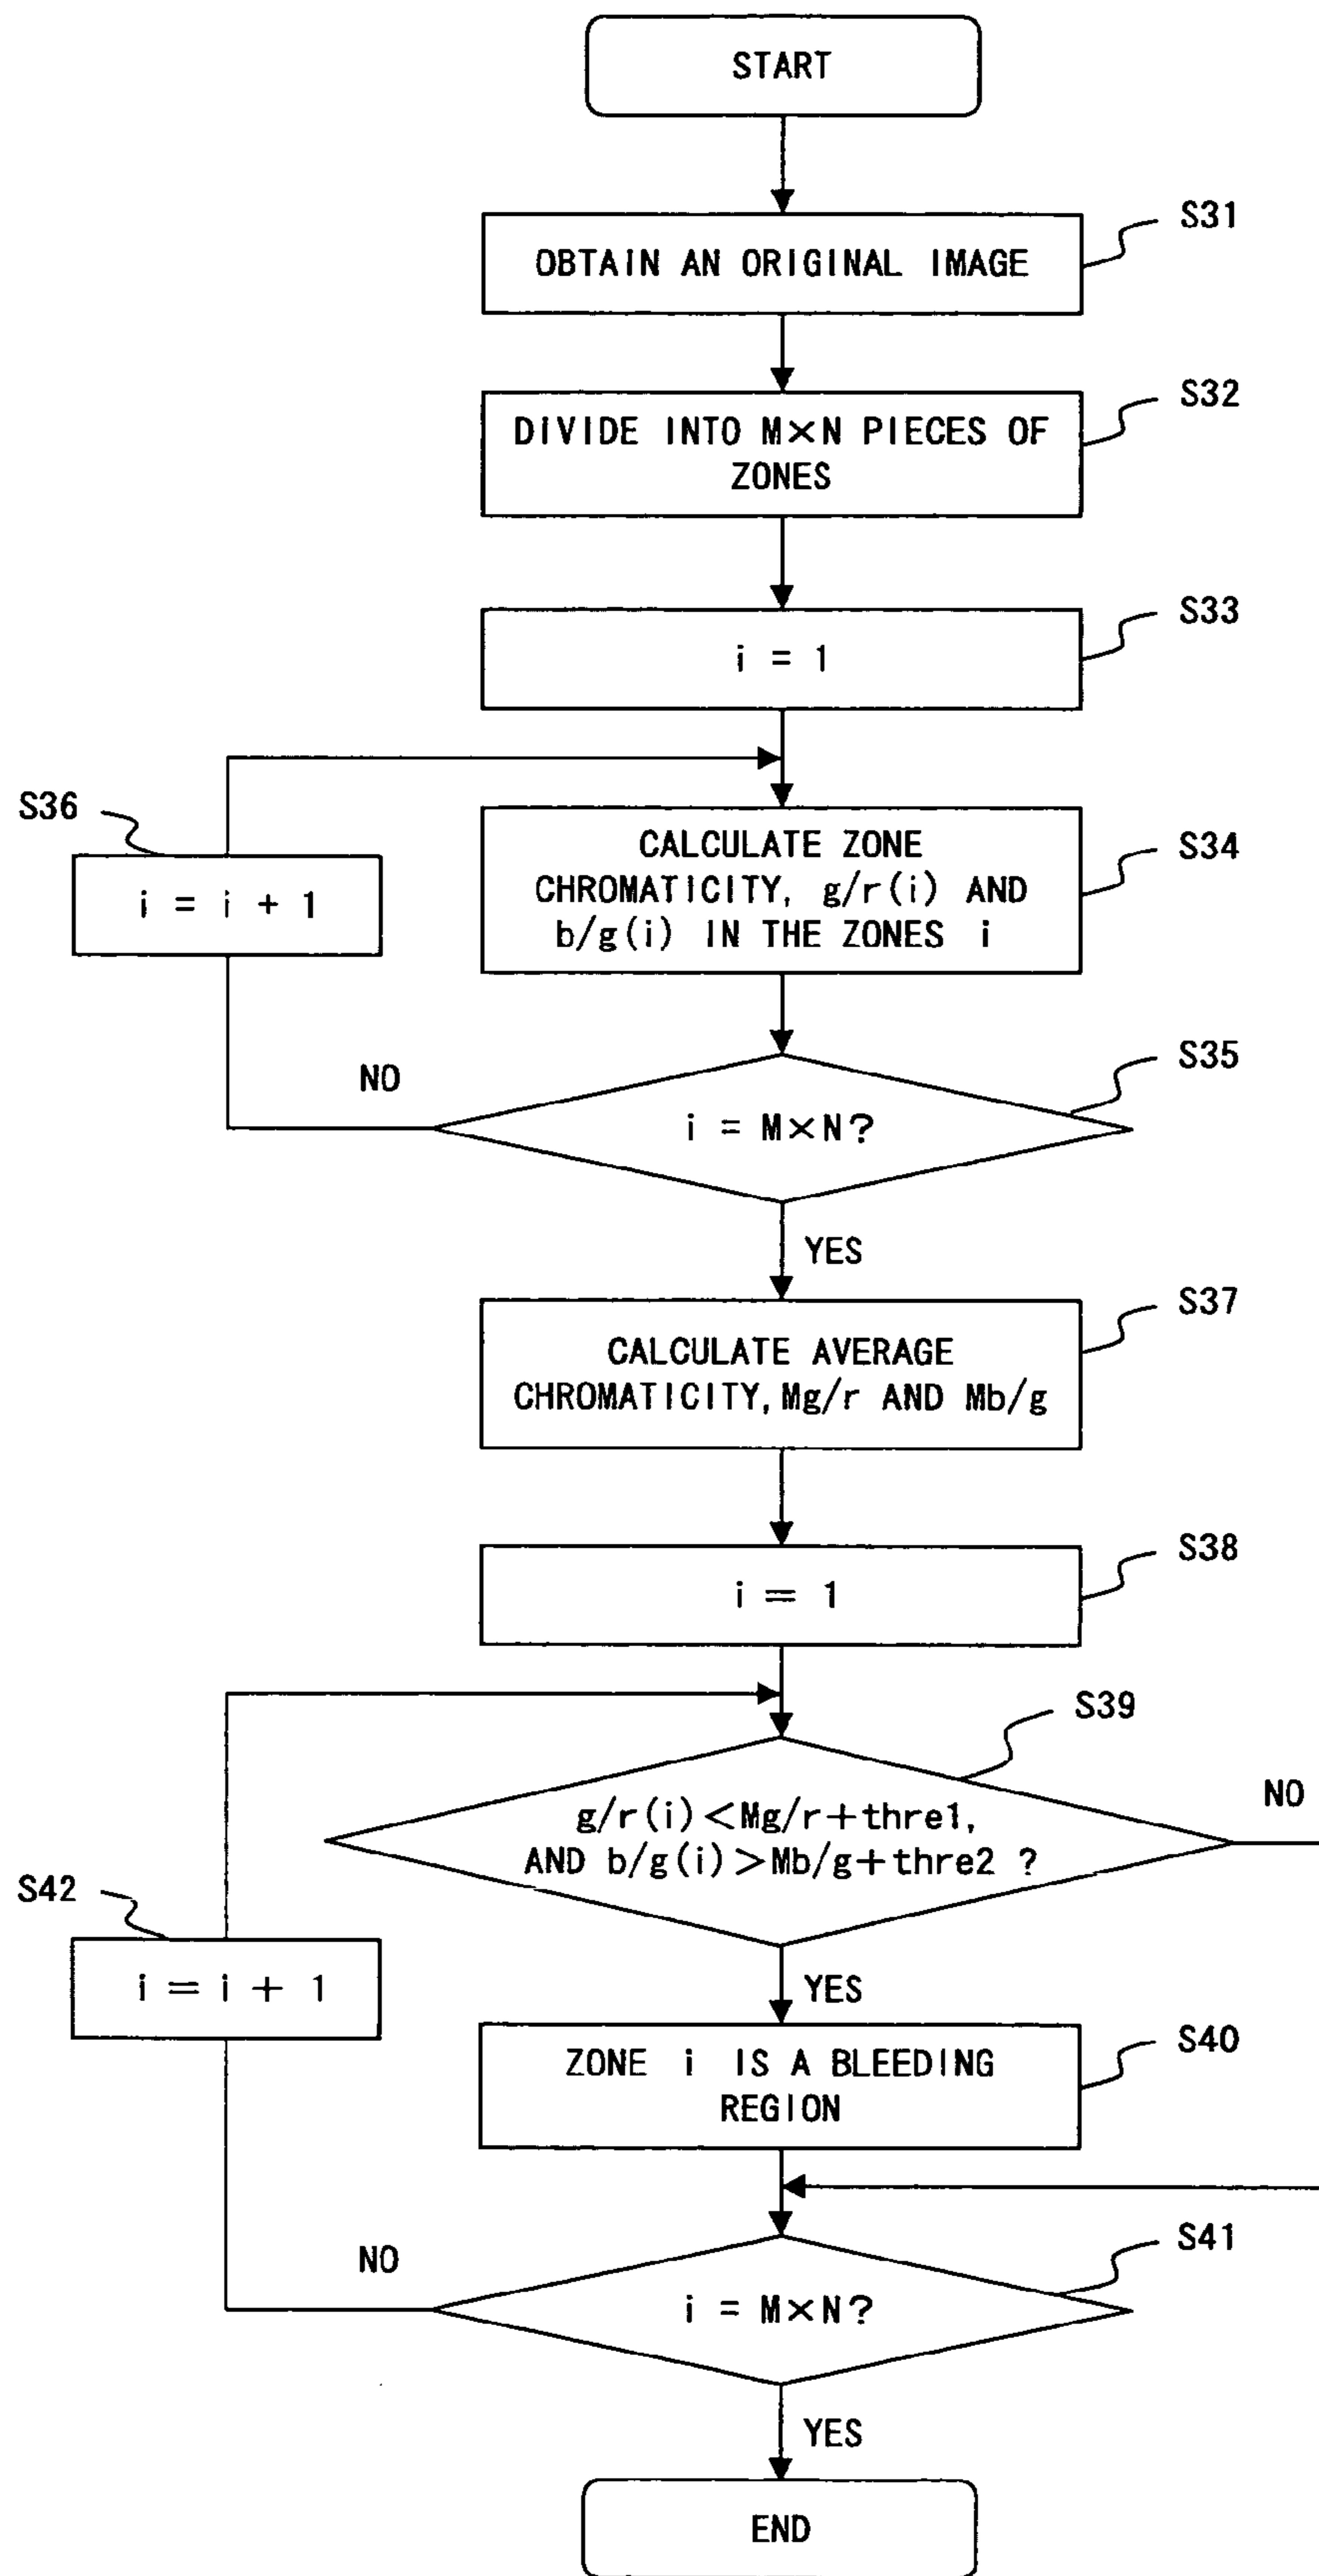 START
OBTAIN AN ORIGINAL IMAGE
S31
DIVIDE INTO M×N PIECES OF
ZONES
S32
i = 1
S33
S36
i = i + 1
CALCULATE ZONE
CHROMATICITY, g/r(i) AND
b/g(i) IN THE ZONES i
S34
NO
i = M×N?
S35
YES
CALCULATE AVERAGE
CHROMATICITY, Mg/r AND Mb/g
S37
i = 1
S38
g/r(i)<Mg/r+thre1,
AND b/g(i)>Mb/g+thre2 ?
S39
NO
S42
i = i + 1
YES
ZONE i IS A BLEEDING
REGION
S40
NO
i = M×N?
S41
YES
END